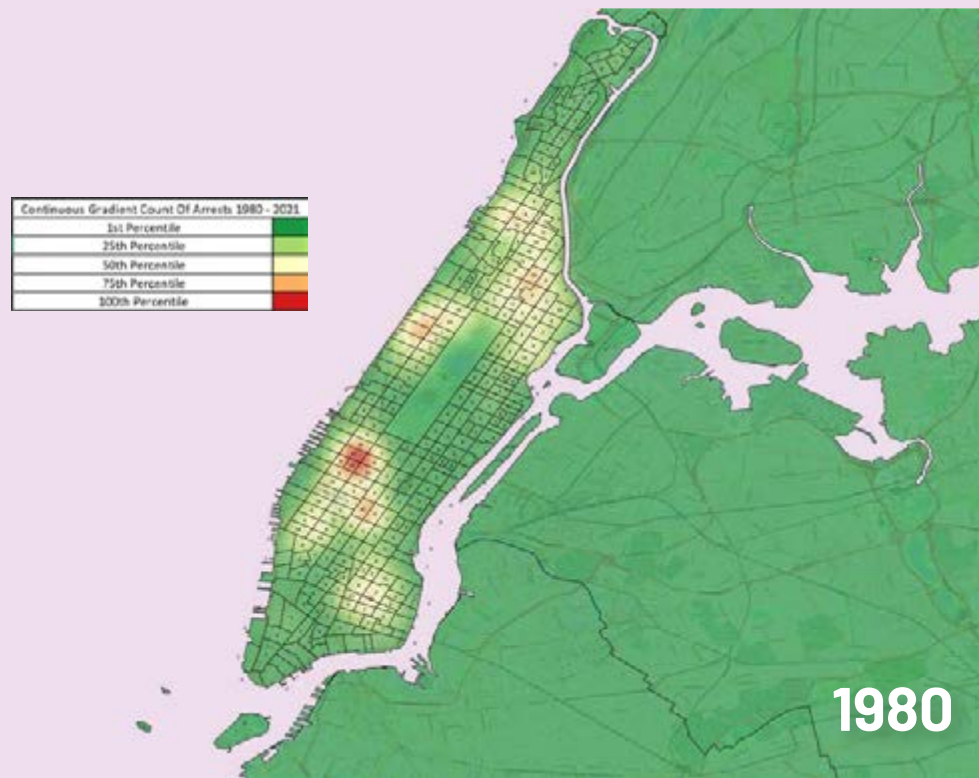 Continuous Gradient Count Of Arrests 1980 - 2021
1st Percentile
25th Percentile
50th Percentile
75th Percentile
100th Percentile
1980